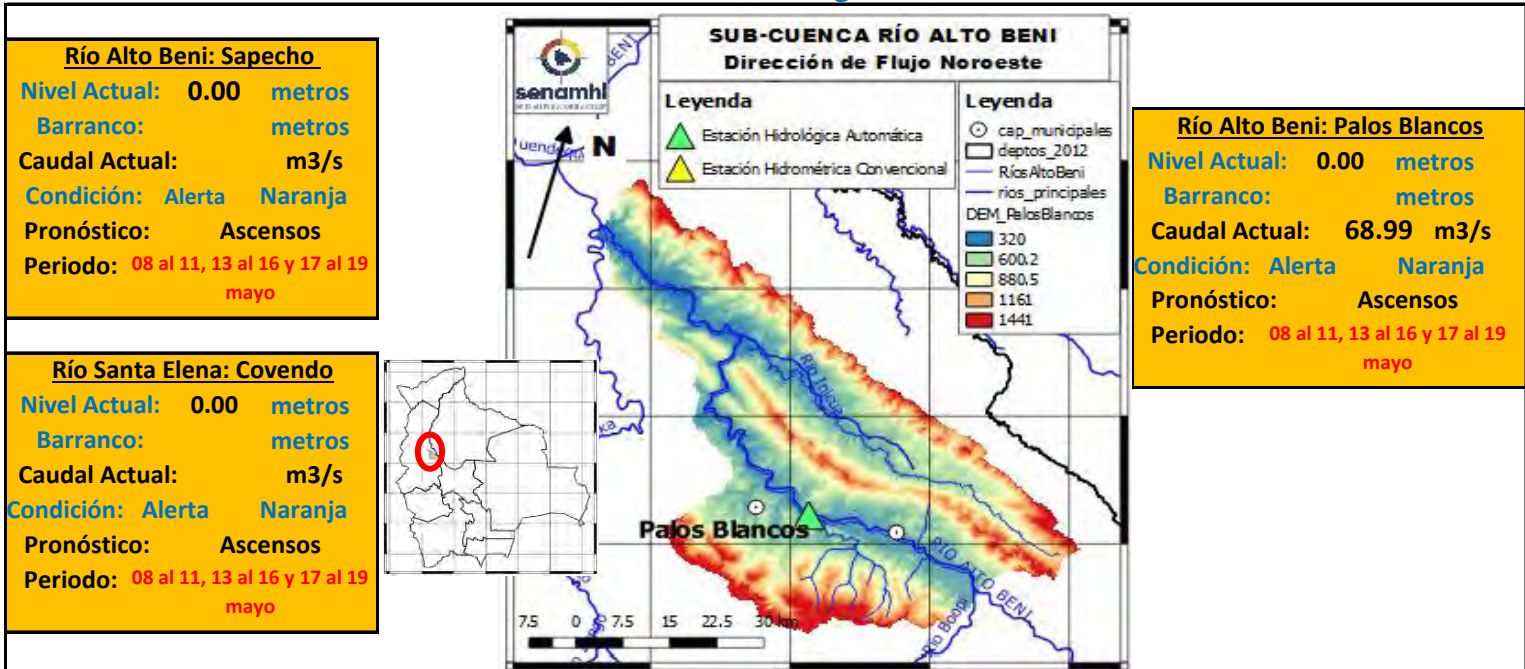 Río Alto Beni: Sapecho
Nivel Actual: 0.00 metros
Barranco: metros
Caudal Actual: m3/s
Condición: Alerta Naranja
Pronóstico: Ascensos
Periodo: 08 al 11, 13 al 16 y 17 al 19
mayo
Río Santa Elena: Covendo
Nivel Actual: 0.00 metros
Barranco: metros
Caudal Actual: m3/s
Condición: Alerta Naranja
Pronóstico: Ascensos
Periodo: 08 al 11, 13 al 16 y 17 al 19
mayo
senamhi
BENI
SUB-CUENCA RÍO ALTO BENI
Dirección de Flujo Noroeste
Leyenda
Estación Hidrológica Automática
Estación Hidrométrica Convencional
Leyenda
cap_municipales
deptos_2012
RíosAltoBeni
rios_principales
DEM_PalosBlancos
320
600.2
880.5
1161
1441
N
uendeque
ka
Río Inicua
Palos Blancos
RIO ALTO BENI
Río Boopi
7.5 0 7.5 15 22.5 30 km
Río Alto Beni: Palos Blancos
Nivel Actual: 0.00 metros
Barranco: metros
Caudal Actual: 68.99 m3/s
Condición: Alerta Naranja
Pronóstico: Ascensos
Periodo: 08 al 11, 13 al 16 y 17 al 19
mayo